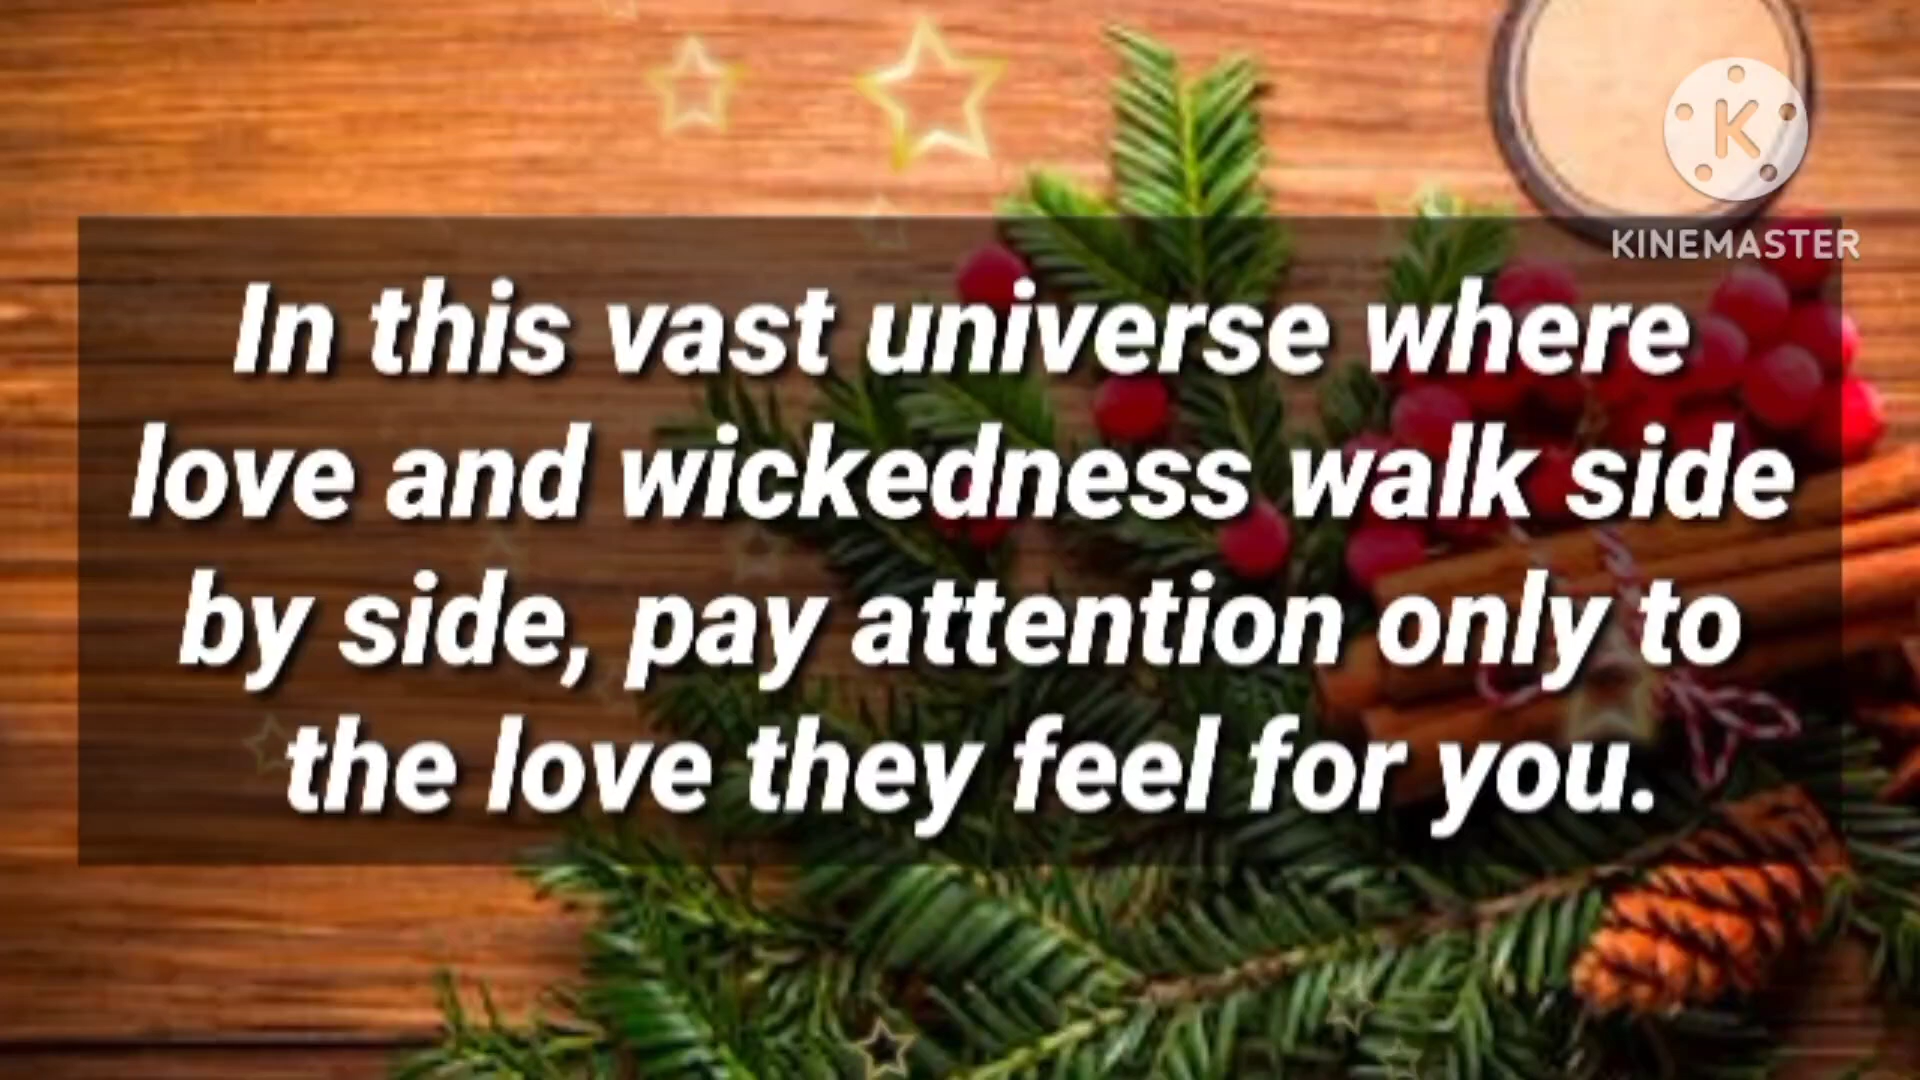 K
KINEMASTER
In this vast universe where
love and wickedness walk side
by side, pay attention only to
the love they feel for you.